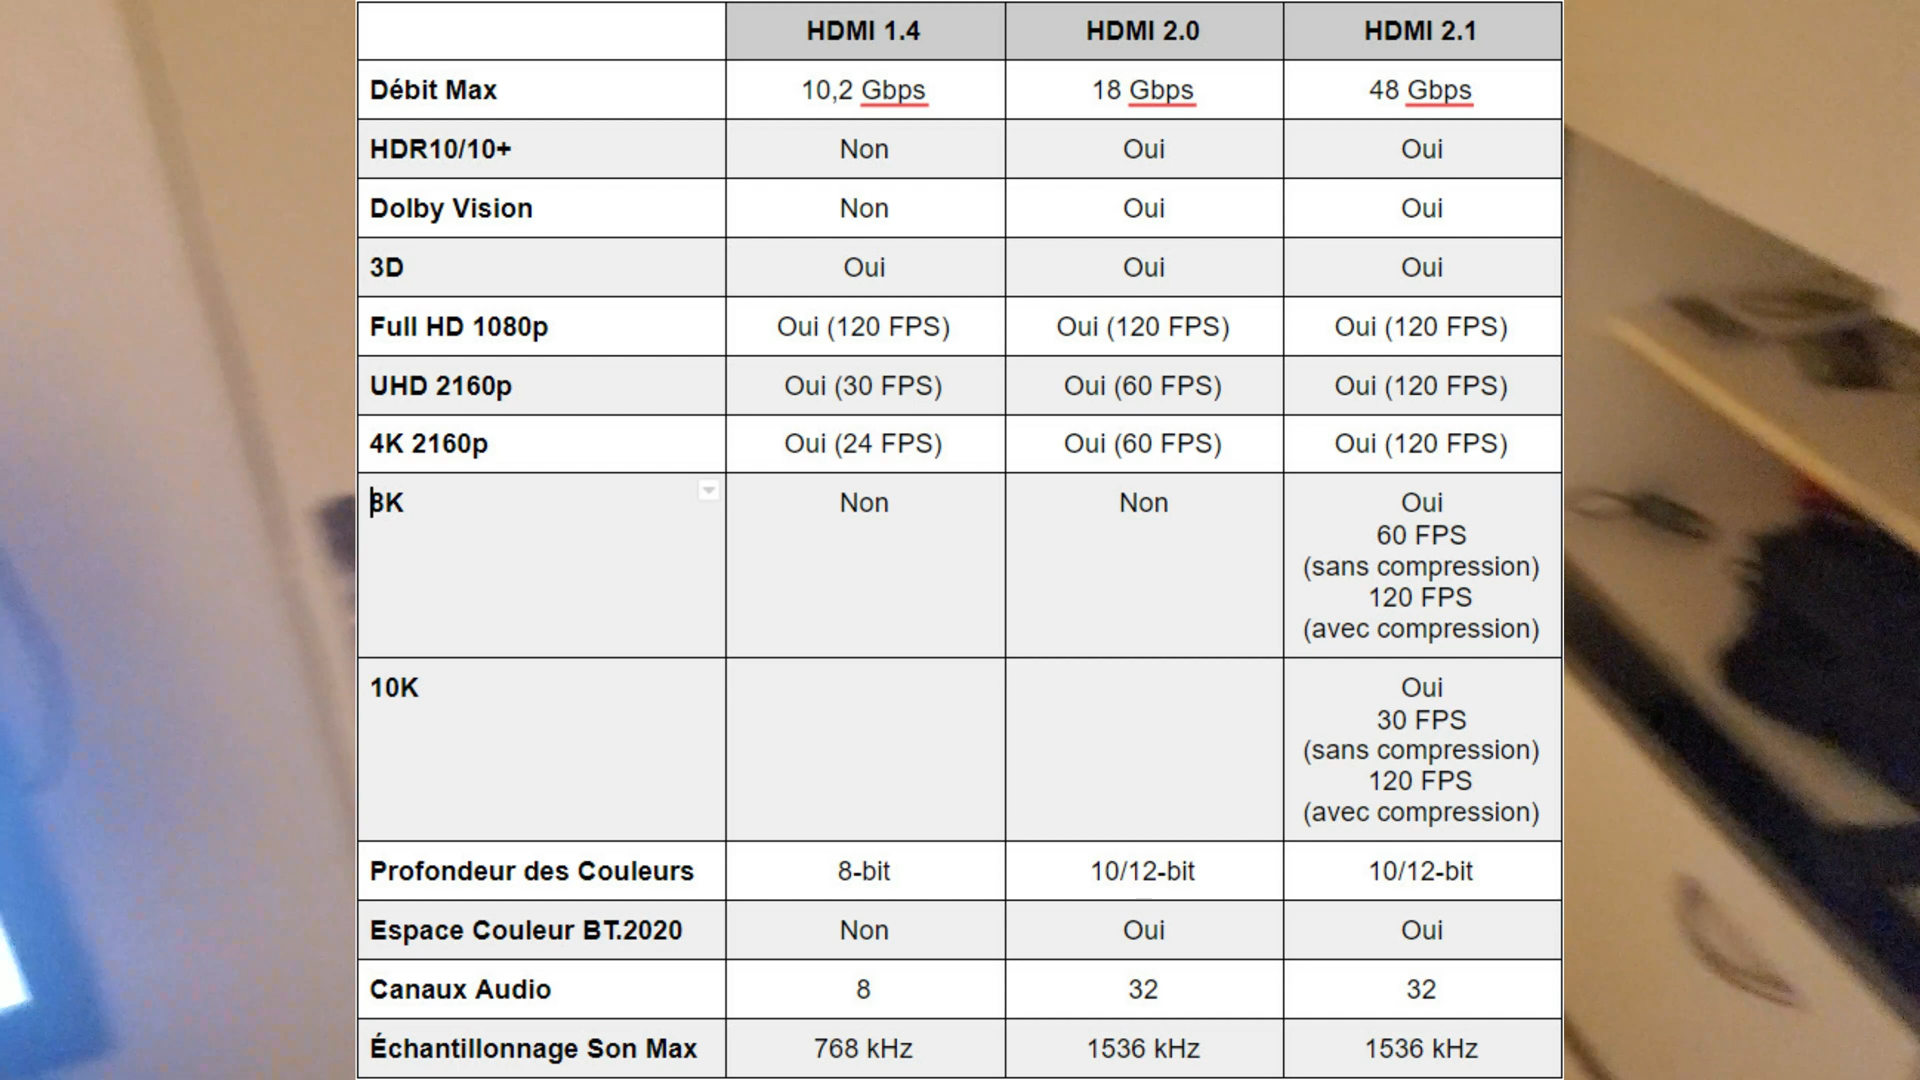 HDMI 1.4 HDMI 2.0 HDMI 2.1
Débit Max 10,2 Gbps 18 Gbps 48 Gbps
HDR10/10+ Non Oui Oui
Dolby Vision Non Oui Oui
3D Oui Oui Oui
Full HD 1080p Oui (120 FPS) Oui (120 FPS) Oui (120 FPS)
UHD 2160p Oui (30 FPS) Oui (60 FPS) Oui (120 FPS)
4K 2160p Oui (24 FPS) Oui (60 FPS) Oui (120 FPS)
8K Non Non Oui
60 FPS
(sans compression)
120 FPS
(avec compression)
10K Oui
30 FPS
(sans compression)
120 FPS
(avec compression)
Profondeur des Couleurs 8-bit 10/12-bit 10/12-bit
Espace Couleur BT.2020 Non Oui Oui
Canaux Audio 8 32 32
Échantillonnage Son Max 768 kHz 1536 kHz 1536 kHz